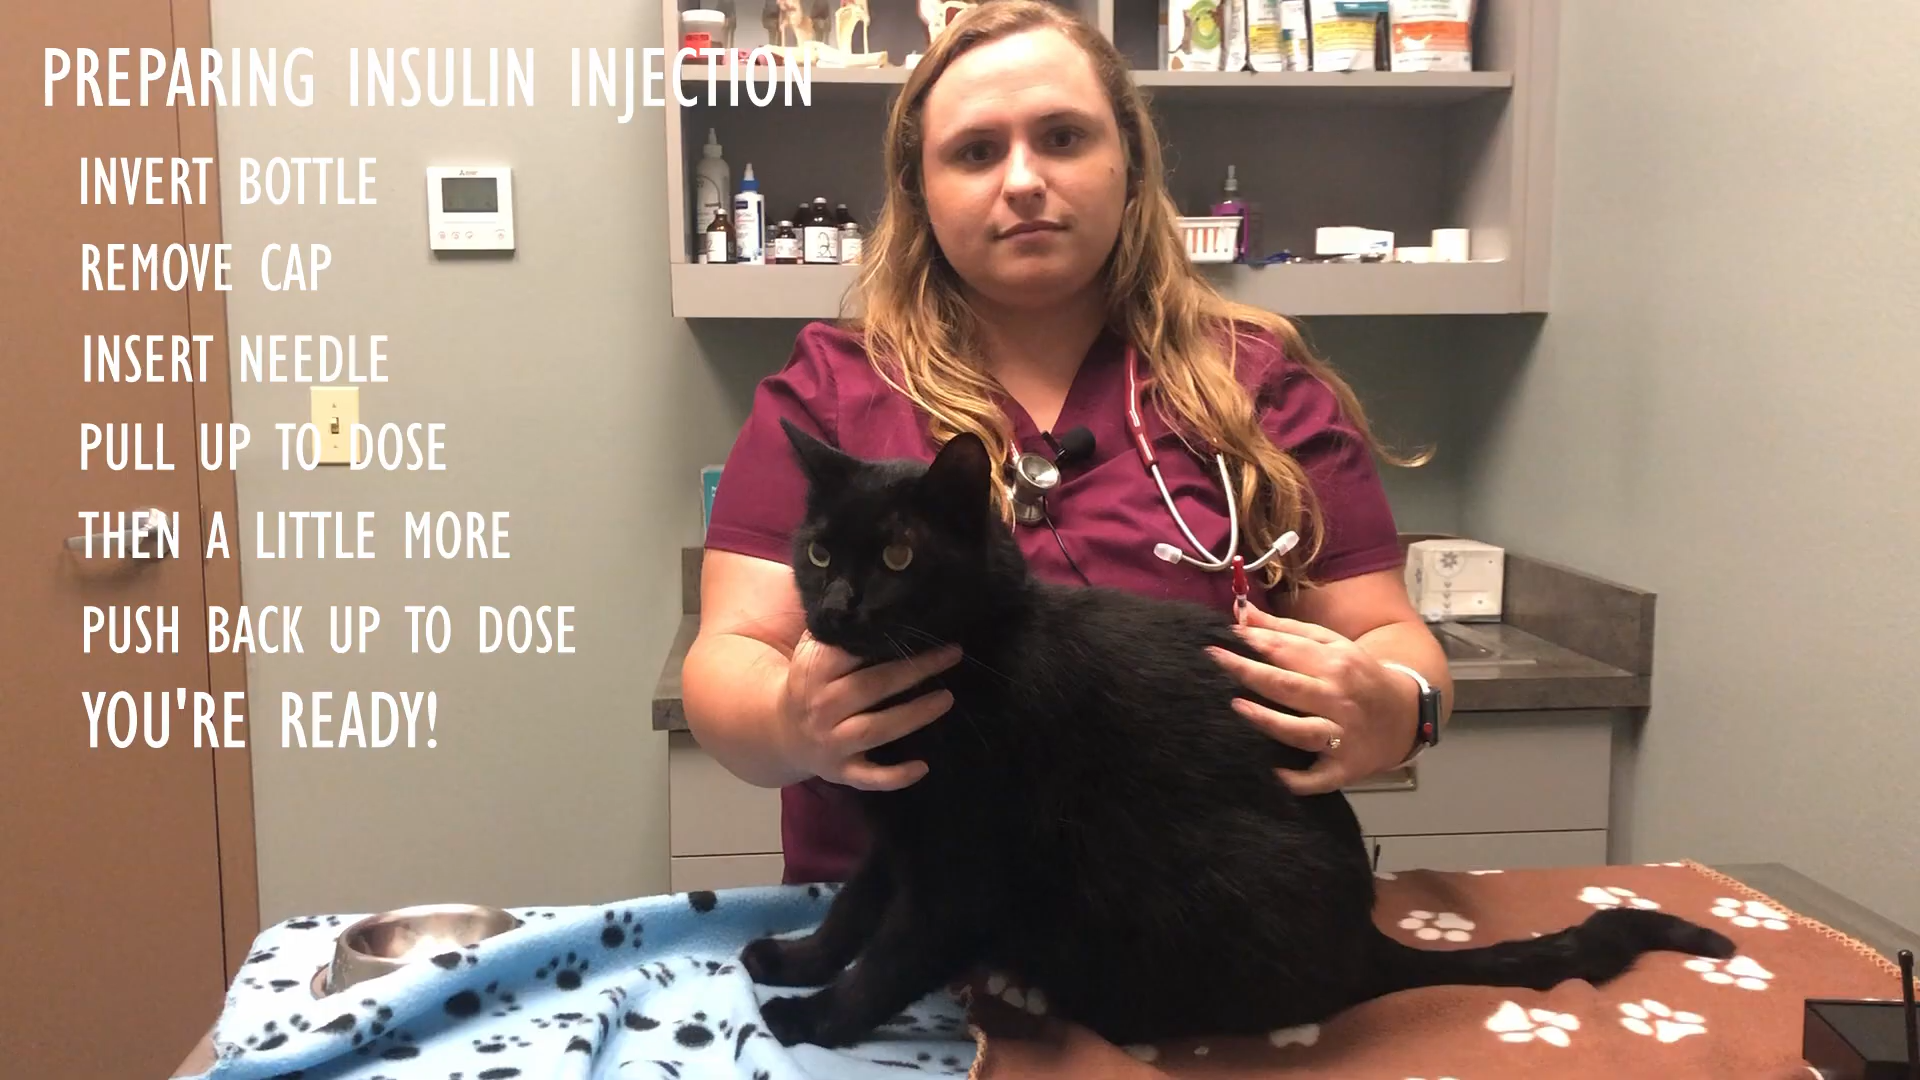 PREPARING INSULIN INJECTION
INVERT BOTTLE
REMOVE CAP
INSERT NEEDLE
PULL UP TO DOSE
THEN A LITTLE MORE
PUSH BACK UP TO DOSE
YOU'RE READY!